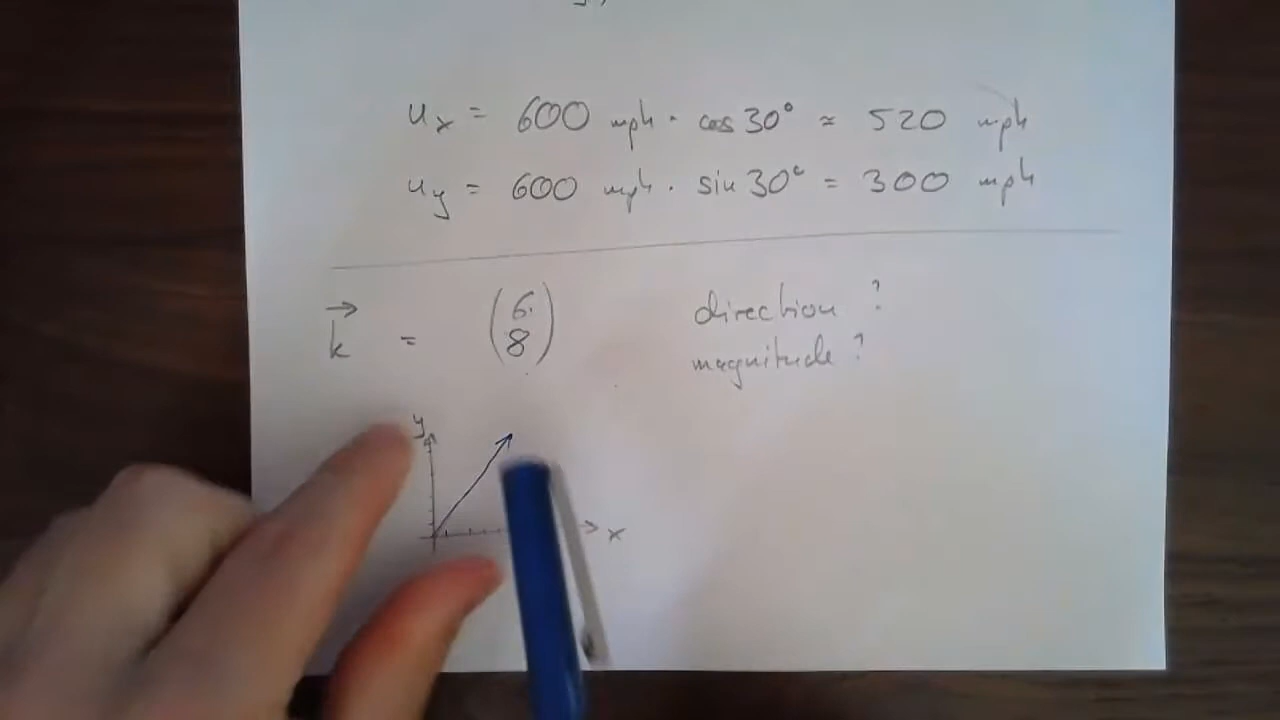 u_x = 600 mph · cos 30° ≈ 520 mph
u_y = 600 mph · sin 30° = 300 mph
k⃗ = (6 8) direction ?
magnitude ?
y
x